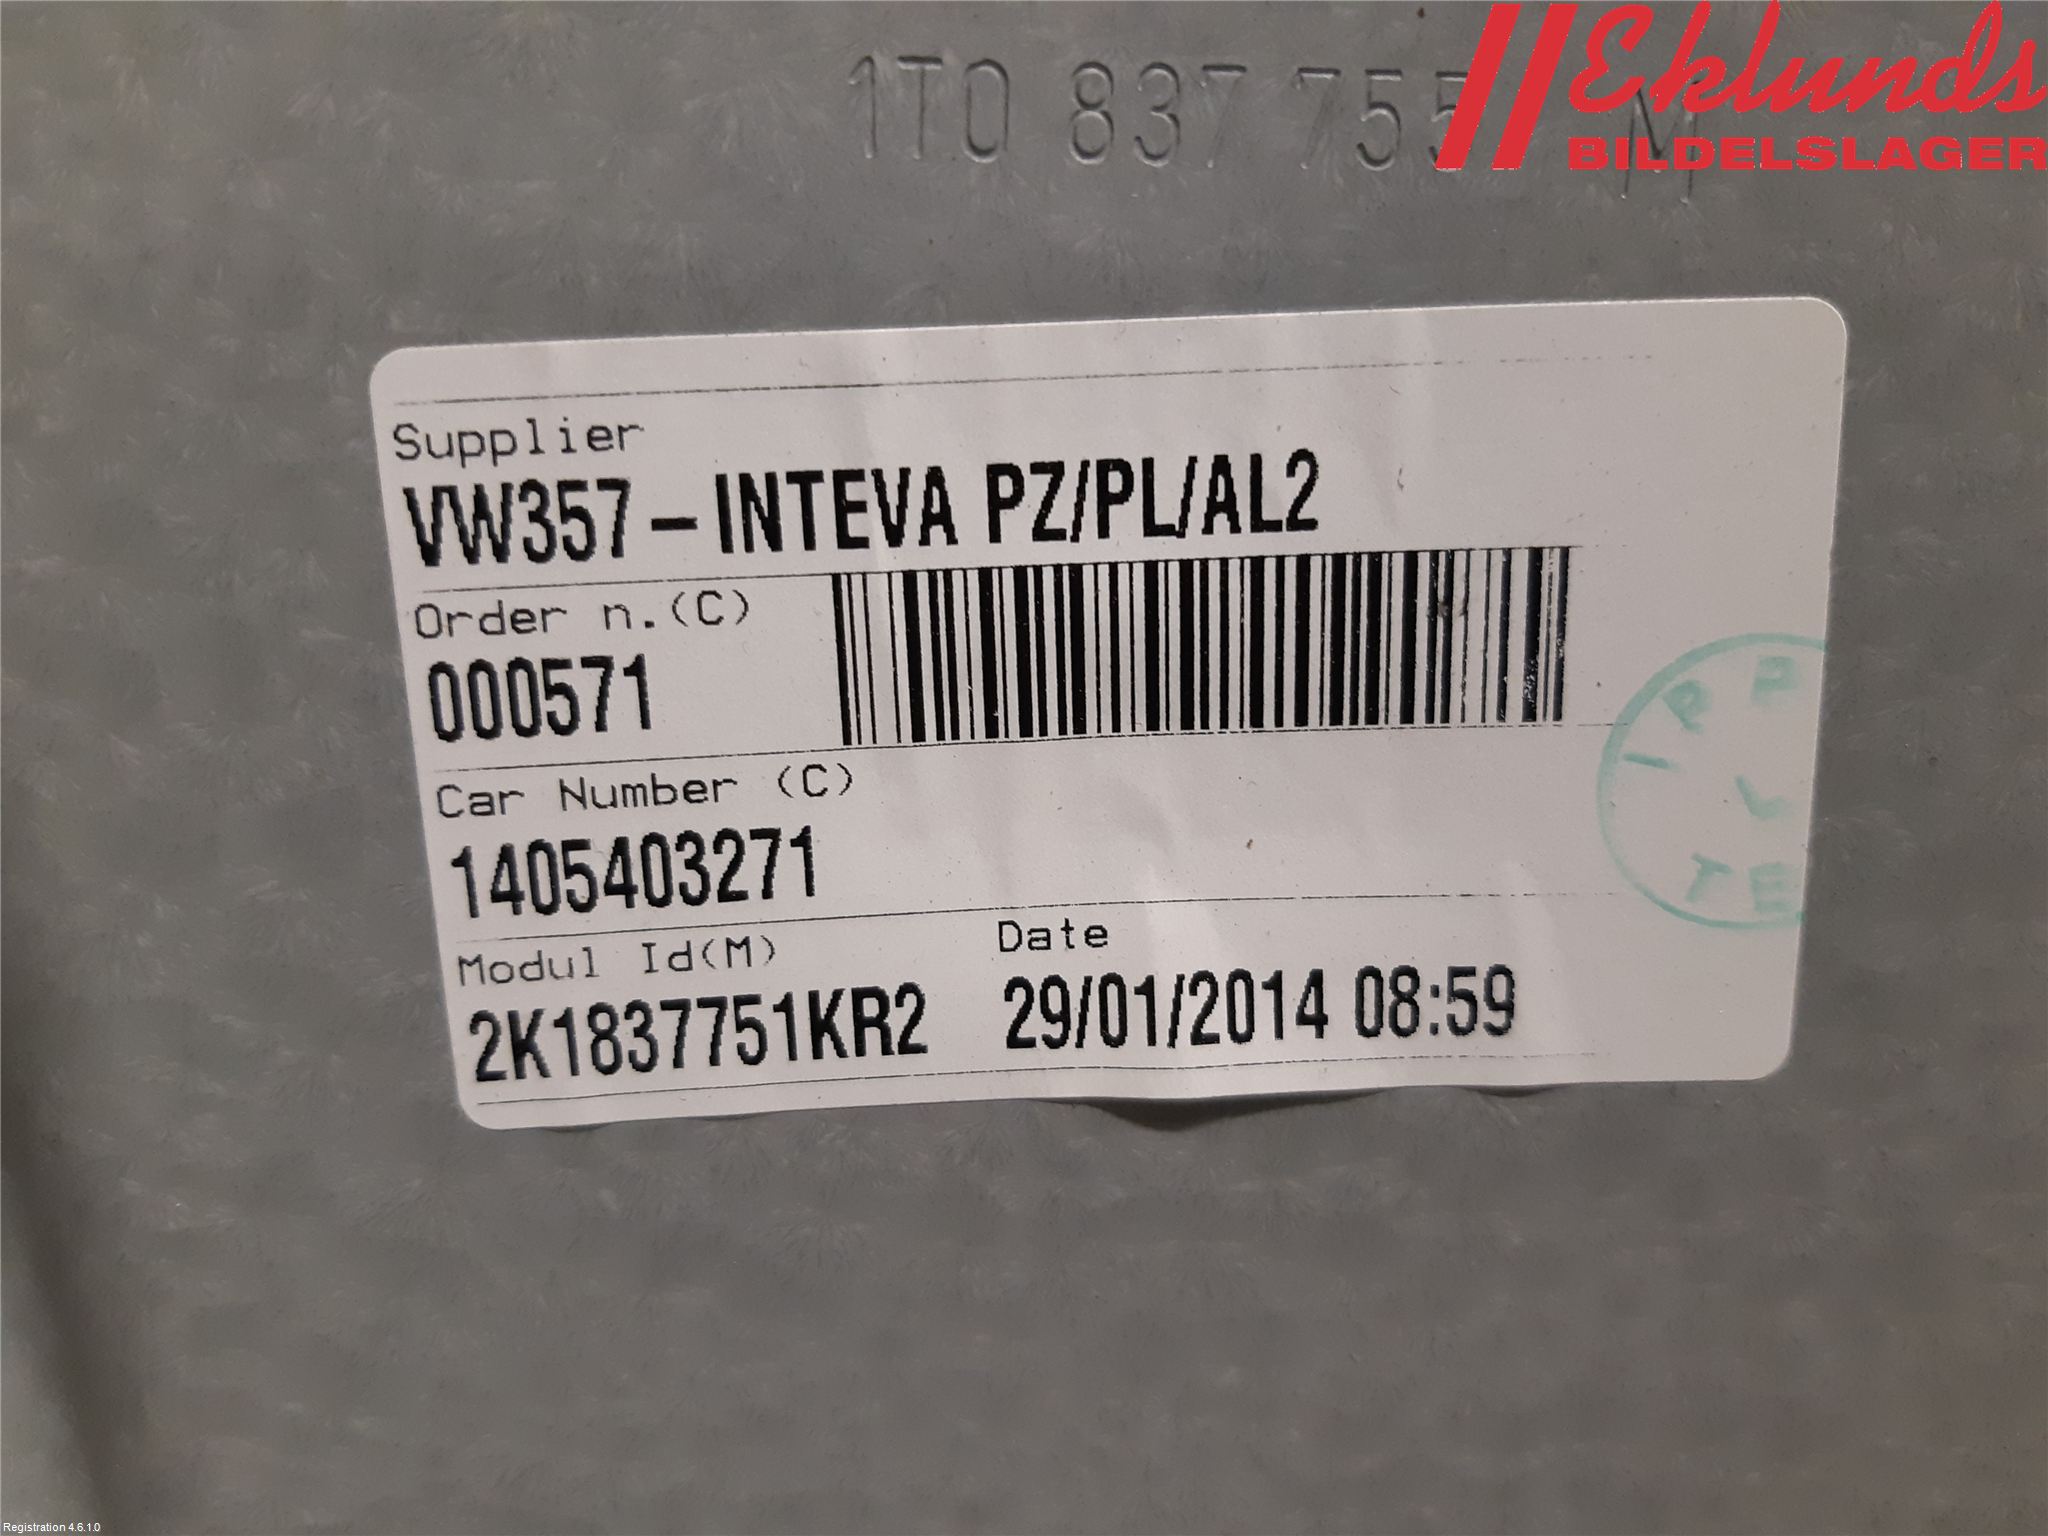 1T0 837 755 M
Eklunds
BILDELSLAGER
Supplier
VW357-INTEVA PZ/PL/AL2
Order n.(C)
000571
Car Number (C)
1405403271
Modul Id(M)
2K1837751KR2
Date
29/01/2014 08:59
Registration 4.6.1.0